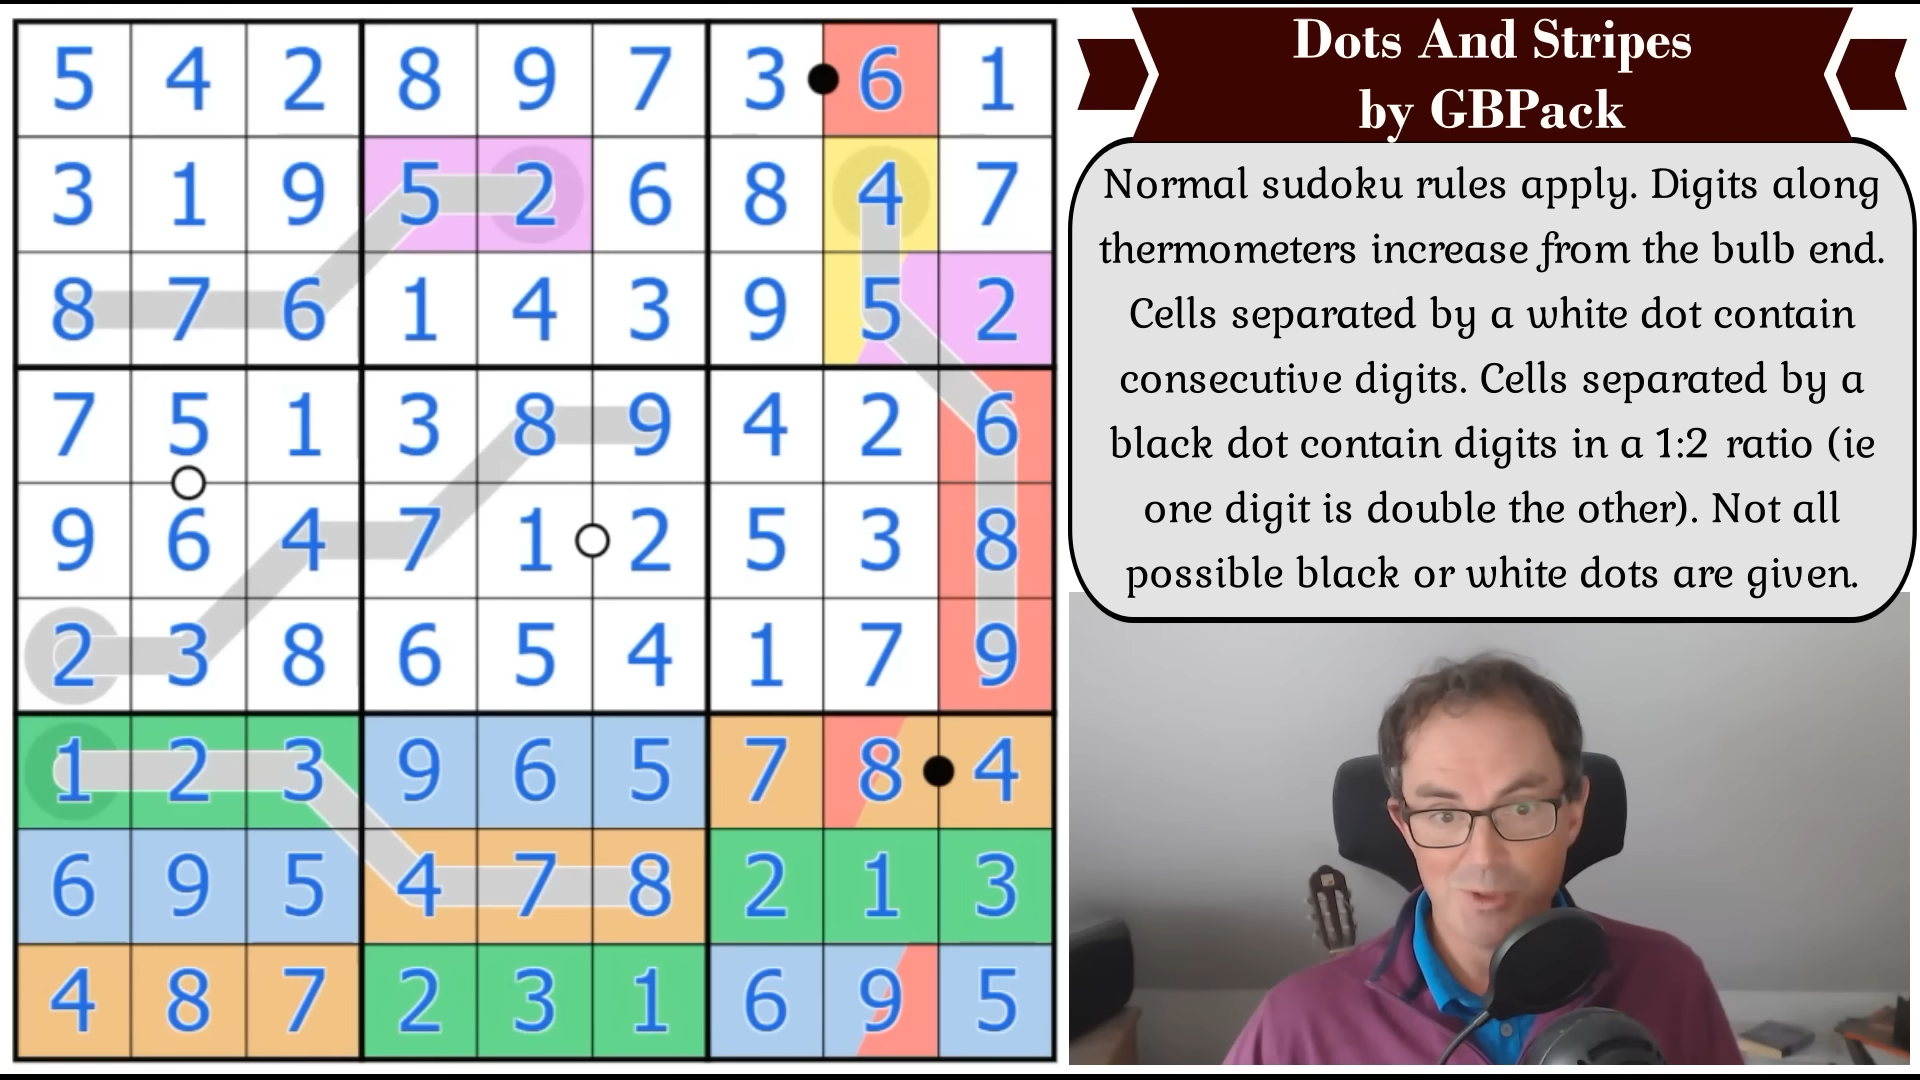 Dots And Stripes
by GBPack
Normal sudoku rules apply. Digits along
thermometers increase from the bulb end.
Cells separated by a white dot contain
consecutive digits. Cells separated by a
black dot contain digits in a 1:2 ratio (ie
one digit is double the other). Not all
possible black or white dots are given.
5 4 2 8 9 7 3 6 1
3 1 9 5 2 6 8 4 7
8 7 6 1 4 3 9 5 2
7 5 1 3 8 9 4 2 6
9 6 4 7 1 2 5 3 8
2 3 8 6 5 4 1 7 9
1 2 3 9 6 5 7 8 4
6 9 5 4 7 8 2 1 3
4 8 7 2 3 1 6 9 5